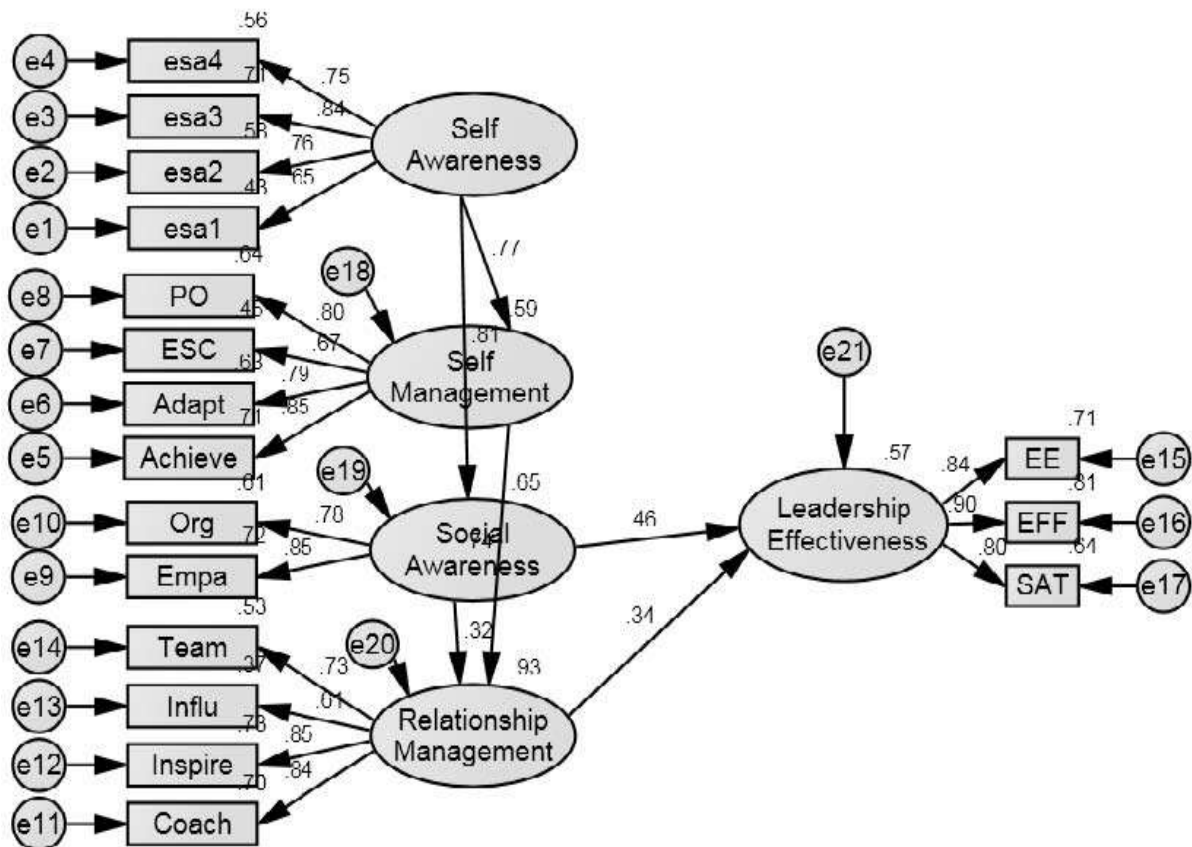 .56
e4
esa4
.75
.71
e3
esa3
.84
.58
e2
esa2
.76
.43
e1
esa1
.65
Self
Awareness
.77
.64
e18
e8
PO
.80
.59
.45
e7
ESC
.67
.81
Self
Management
.63
e6
Adapt
.79
.71
e5
Achieve
.85
e21
.61
e19
e10
Org
.78
.65
.72
e9
Empa
.85
Social
Awareness
.46
.57
Leadership
Effectiveness
.71
.84
EE
e15
.81
.90
EFF
e16
.64
.80
SAT
e17
.53
e20
e14
Team
.73
.32
.93
.34
.37
e13
Influ
.61
Relationship
Management
.73
e12
Inspire
.85
.70
e11
Coach
.84